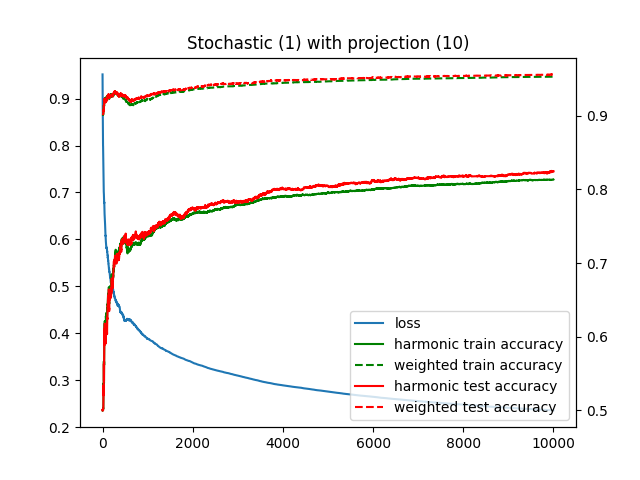 Stochastic (1) with projection (10)
0.9
0.8
0.7
0.6
0.5
0.4
0.3
0.2
0.9
0.8
0.7
0.6
0.5
loss
harmonic train accuracy
weighted train accuracy
harmonic test accuracy
weighted test accuracy
0 2000 4000 6000 8000 10000